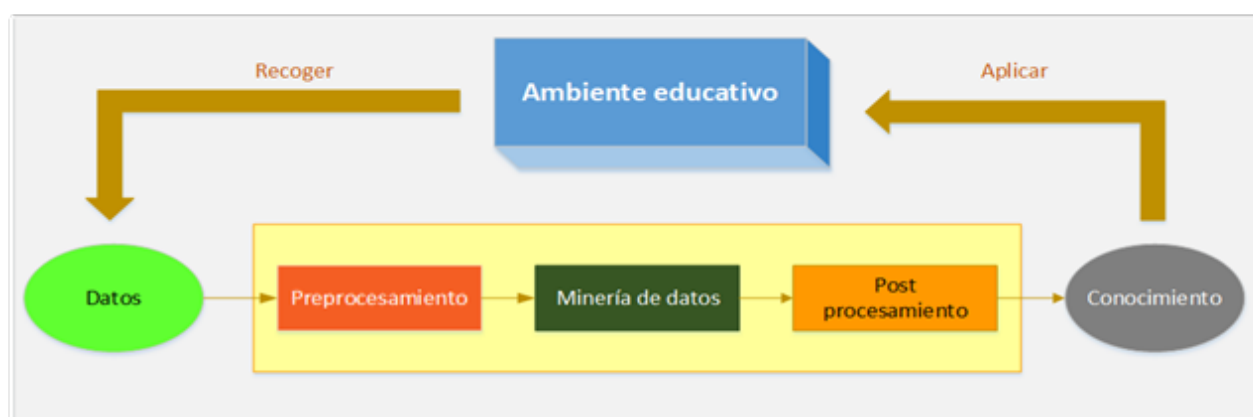 Recoger
Ambiente educativo
Aplicar
Datos
Preprocesamiento
Minería de datos
Post
procesamiento
Conocimiento